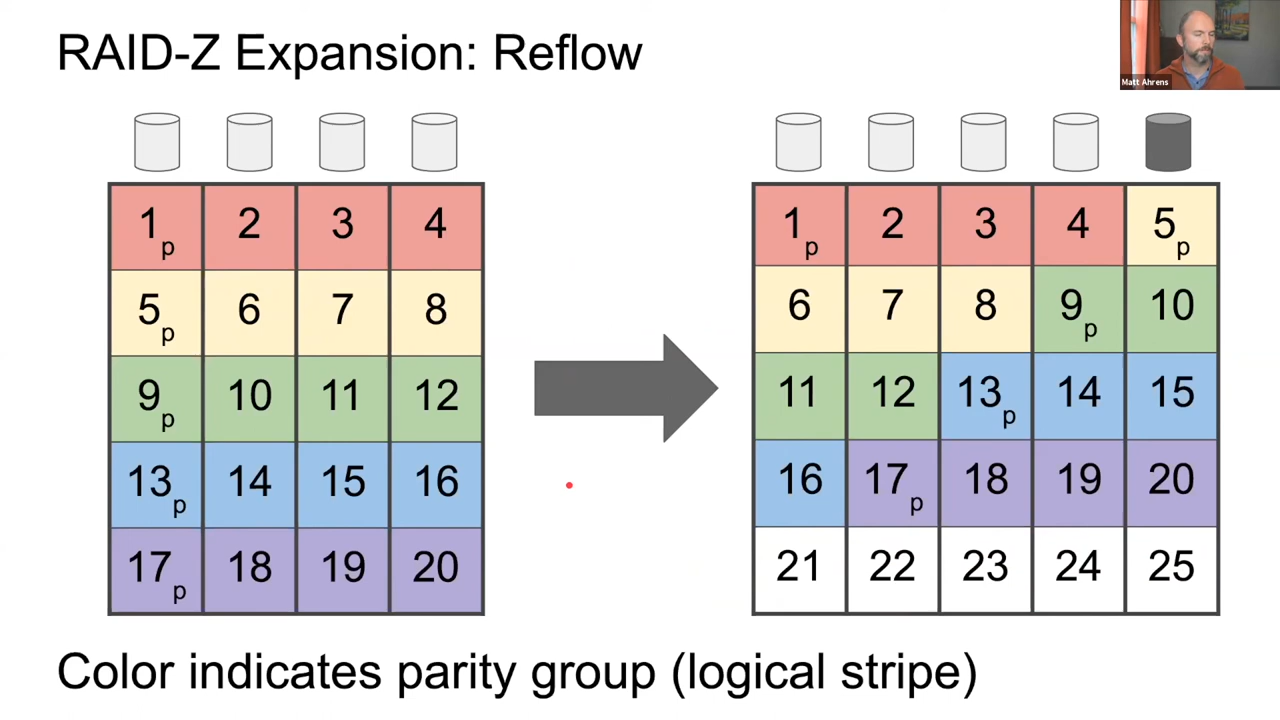 RAID-Z Expansion: Reflow
Matt Ahrens
1p 2 3 4
5p 6 7 8
9p 10 11 12
13p 14 15 16
17p 18 19 20
1p 2 3 4 5p
6 7 8 9p 10
11 12 13p 14 15
16 17p 18 19 20
21 22 23 24 25
Color indicates parity group (logical stripe)